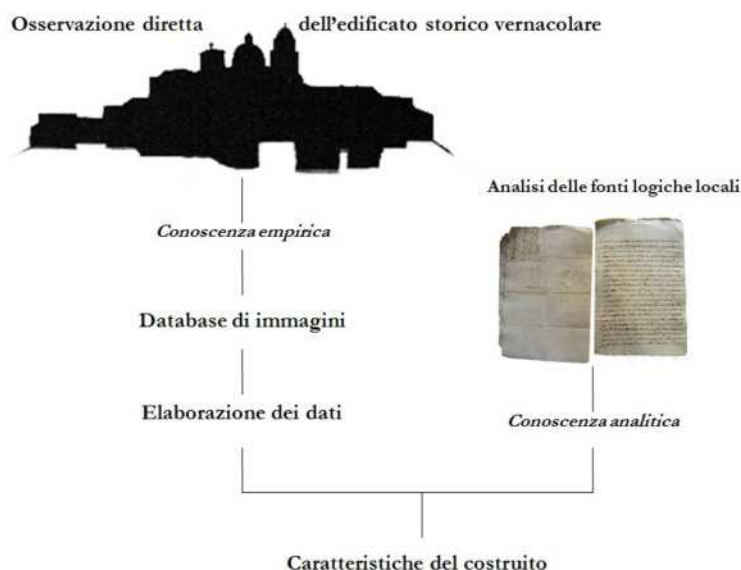 Osservazione diretta dell'edificato storico vernacolare
Analisi delle fonti logiche locali
Conoscenza empirica
Database di immagini
Elaborazione dei dati
Conoscenza analitica
Caratteristiche del costruito